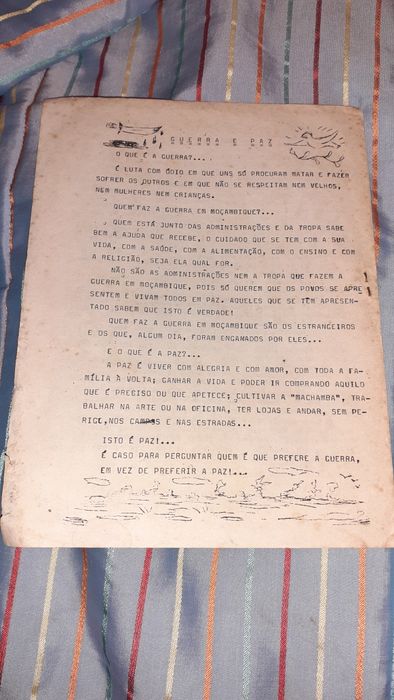 GUERRA E PAZ
O QUE É A GUERRA?...
É LUTA COM ÓDIO EM QUE UNS SÓ PROCURAM MATAR E FAZEM
SOFRER OS OUTROS E EM QUE NÃO SE RESPEITAM NEM VELHOS,
NEM MULHERES NEM CRIANÇAS.
QUEM FAZ A GUERRA EM MOÇAMBIQUE?...
QUEM ESTÁ JUNTO DAS ADMINISTRAÇÕES E DA TROPA SABE
BEM A AJUDA QUE RECEBE, O CUIDADO QUE SE TEM COM A SUA
VIDA, COM A SAÚDE, COM A ALIMENTAÇÃO, COM O ENSINO E COM
A RELIGIÃO, SEJA ELA QUAL FOR.
NÃO SÃO AS ADMINISTRAÇÕES NEM A TROPA QUE FAZEM A
GUERRA EM MOÇAMBIQUE, POIS SÓ QUEREM QUE OS POVOS SE APRE
SENTEM E VIVAM TODOS EM PAZ. AQUELES QUE SE TÊM APRESEN-
TADO SABEM QUE ISTO É VERDADE!
QUEM FAZ A GUERRA EM MOÇAMBIQUE SÃO OS ESTRANGEIROS
E OS QUE, ALGUM DIA, FORAM ENGANADOS POR ELES...
E O QUE É A PAZ?...
A PAZ É VIVER COM ALEGRIA E COM AMOR, COM TODA A FA-
MÍLIA À VOLTA; GANHAR A VIDA E PODER IR COMPRANDO AQUILO
QUE É PRECISO OU QUE APETECE; CULTIVAR A "MACHAMBA", TRA-
BALHAR NA ARTE OU NA OFICINA, TER LOJAS E ANDAR, SEM PE-
RIGO, NOS CAMPOS E NAS ESTRADAS...
ISTO É PAZ!...
É CASO PARA PERGUNTAR QUEM É QUE PREFERE A GUERRA,
EM VEZ DE PREFERIR A PAZ!...